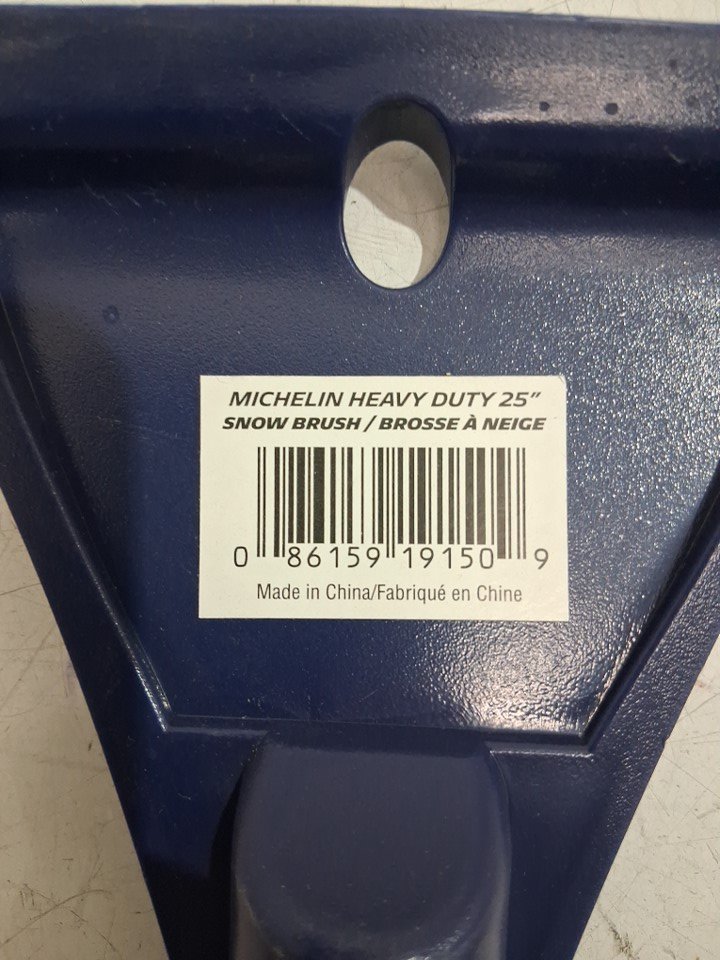 MICHELIN HEAVY DUTY 25"
SNOW BRUSH / BROSSE À NEIGE
0 86159 19150 9
Made in China/Fabriqué en Chine